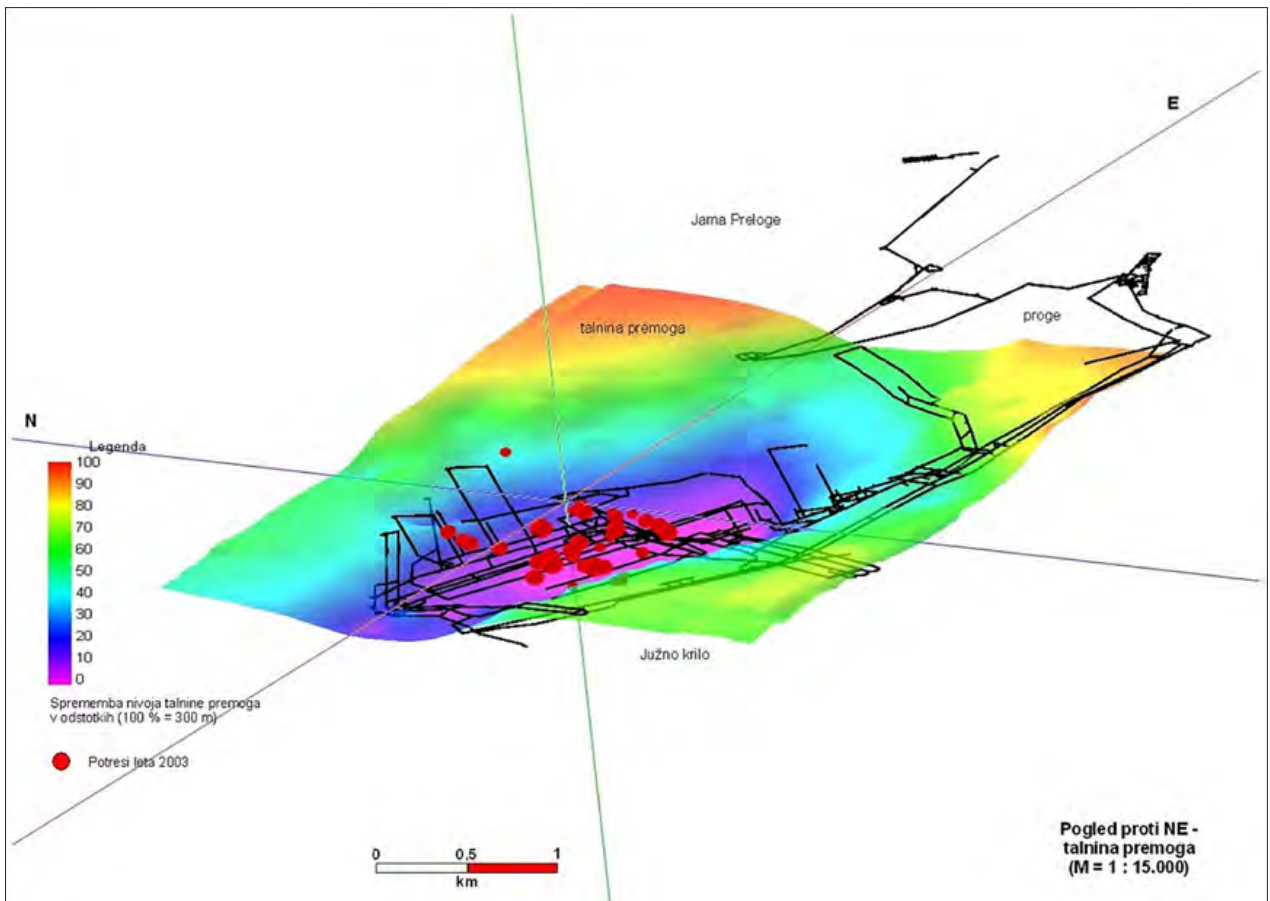 E
Jama Preloge
proge
talnina premoga
N
Legenda
100
90
80
70
60
50
40
30
20
10
0
Južno krilo
Sprememba nivoja talnine premoga
v odstotkih (100 % = 300 m)
Potresi leta 2003
0 0,5 1
km
Pogled proti NE -
talnina premoga
(M = 1 : 15.000)